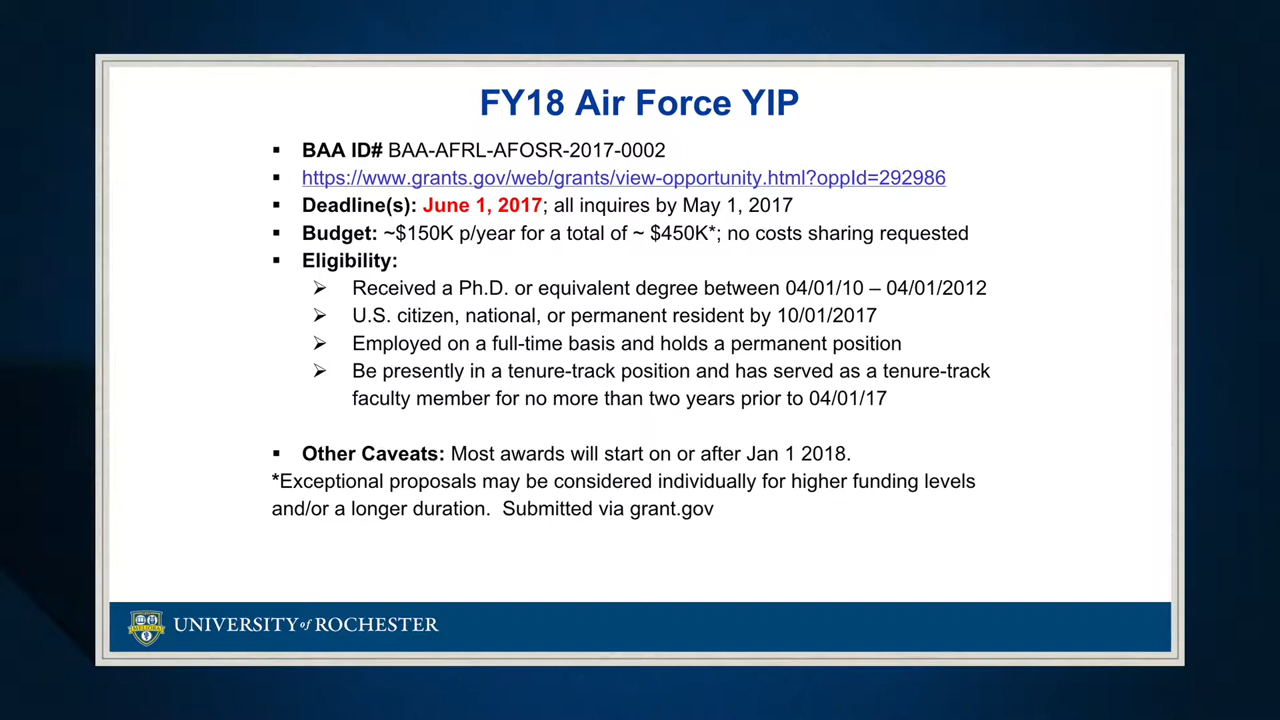 FY18 Air Force YIP
▪ BAA ID# BAA-AFRL-AFOSR-2017-0002
▪ https://www.grants.gov/web/grants/view-opportunity.html?oppId=292986
▪ Deadline(s): June 1, 2017; all inquires by May 1, 2017
▪ Budget: ~$150K p/year for a total of ~ $450K*; no costs sharing requested
▪ Eligibility:
➢ Received a Ph.D. or equivalent degree between 04/01/10 – 04/01/2012
➢ U.S. citizen, national, or permanent resident by 10/01/2017
➢ Employed on a full-time basis and holds a permanent position
➢ Be presently in a tenure-track position and has served as a tenure-track
faculty member for no more than two years prior to 04/01/17
▪ Other Caveats: Most awards will start on or after Jan 1 2018.
*Exceptional proposals may be considered individually for higher funding levels
and/or a longer duration.  Submitted via grant.gov
MELIORA
UNIVERSITY of ROCHESTER